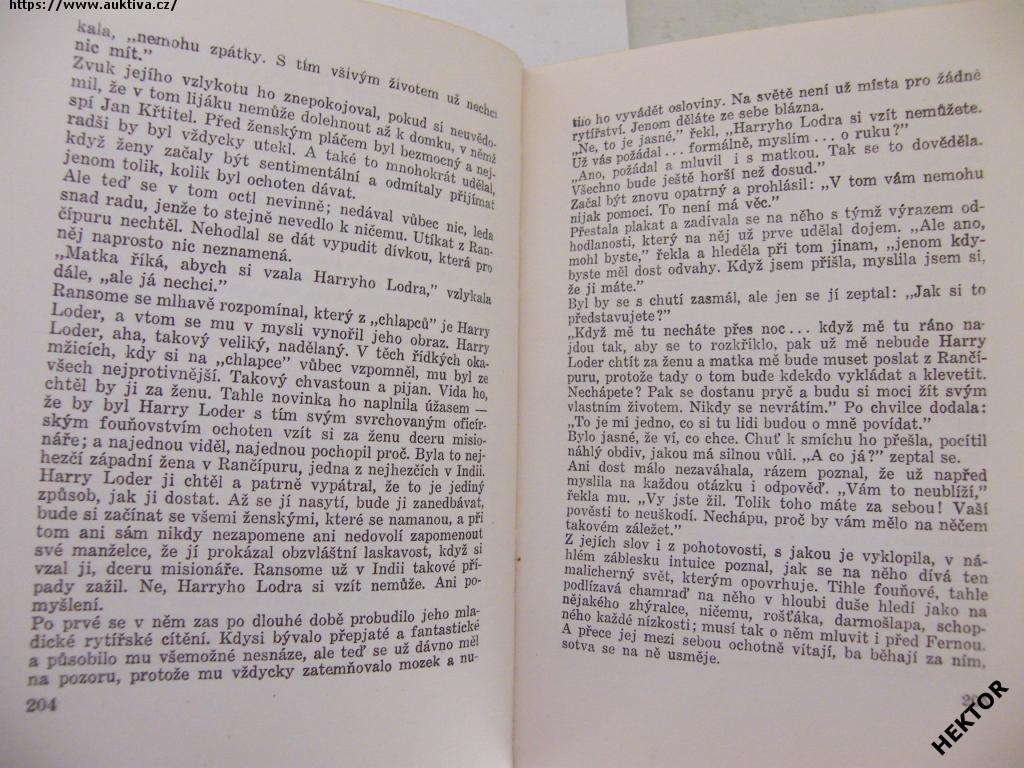 https://www.auktiva.cz/
kala, „nemohu zpátky. S tím všivým životem už nechci
nic mít."
Zvuk jejího vzlykotu ho znepokojoval, pokud si neuvědo-
mil, že v tom lijáku nemůže dolehnout až k domku, v němž
spí Jan Křtitel. Před ženským pláčem byl bezmocný a nej-
radši by byl vždycky utekl. A také to mnohokrát udělal,
když ženy začaly být sentimentální a odmítaly přijímat
jenom tolik, kolik byl ochoten dávat.
Ale teď se v tom octl nevinně; nedával vůbec nic, leda
snad radu, jenže to stejně nevedlo k ničemu. Utíkat z Ran-
čípuru nechtěl. Nehodlal se dát vypudit dívkou, která pro
něj naprosto nic neznamená.
„Matka říká, abych si vzala Harryho Lodra," vzlykala
dále, „ale já nechci."
Ransome se mlhavě rozpomínal, který z „chlapců" je Harry
Loder, a vtom se mu v mysli vynořil jeho obraz. Harry
Loder, aha, takový veliký, nadělaný. V těch řídkých oka-
mžicích, kdy si na „chlapce" vůbec vzpomněl, mu byl ze
všech nejprotivnější. Takový chvastoun a pijan. Vida ho,
chtěl by ji za ženu. Tahle novinka ho naplnila úžasem —
že by byl Harry Loder s tím svým svrchovaným oficír-
ským fouňovstvím ochoten vzít si za ženu dceru misio-
náře; a najednou viděl, najednou pochopil proč. Byla to nej-
hezčí západní žena v Rančípuru, jedna z nejhezčích v Indii.
Harry Loder ji chtěl a patrně vypátral, že to je jediný
způsob, jak ji dostat. Až se jí nasytí, bude ji zanedbávat,
bude si začínat se všemi ženskými, které se namanou, a při
tom ani sám nikdy nezapomene ani nedovolí zapomenout
své manželce, že jí prokázal obzvláštní laskavost, když si
vzal ji, dceru misionáře. Ransome už v Indii takové pří-
pady zažil. Ne, Harryho Lodra si vzít nemůže. Ani po-
myšlení.
Po prvé se v něm zas po dlouhé době probudilo jeho mla-
dické rytířské cítění. Kdysi bývalo přepjaté a fantastické
a působilo mu všemožné nesnáze, ale teď se už dávno měl
na pozoru, protože mu vždycky zatemňovalo mozek a nu-
204
tilo ho vyvádět osloviny. Na světě není už místa pro žádné
rytířství. Jenom děláte ze sebe blázna.
„Ne, to je jasné," řekl, „Harryho Lodra si vzít nemůžete.
Už vás požádal... formálně, myslím... o ruku?"
„Ano, požádal a mluvil i s matkou. Tak se to dověděla.
Všechno bude ještě horší než dosud."
Začal být znovu opatrný a prohlásil: „V tom vám nemohu
nijak pomoci. To není má věc."
Přestala plakat a zadívala se na něho s týmž výrazem od-
hodlanosti, který na něj už prve udělal dojem. „Ale ano,
mohl byste," řekla a hleděla při tom jinam, „jenom kdy-
byste měl dost odvahy. Když jsem přišla, myslila jsem si,
že ji máte."
Byl by se s chutí zasmál, ale jen se jí zeptal: „Jak si to
představujete?"
„Když mě tu necháte přes noc... když mě tu ráno na-
jdou tak, aby se to rozkřiklo, pak už mě nebude Harry
Loder chtít za ženu a matka mě bude muset poslat z Rančí-
puru, protože tady o tom bude kdekdo vykládat a klevetit.
Nechápete? Pak se dostanu pryč a budu si moci žít svým
vlastním životem. Nikdy se nevrátím." Po chvilce dodala:
„To je mi jedno, co si tu lidi budou o mně povídat."
Bylo jasné, že ví, co chce. Chuť k smíchu ho přešla, pocítil
náhlý obdiv, jakou má silnou vůli. „A co já?" zeptal se.
Ani dost málo nezaváhala, rázem poznal, že už napřed
myslila na každou otázku i odpověď. „Vám to neublíží,"
řekla mu. „Vy jste žil. Tolik toho máte za sebou! Vaší
pověsti to neuškodí. Nechápu, proč by vám mělo na něčem
takovém záležet."
Z jejích slov i z pohotovosti, s jakou je vyklopila, v ná-
hlém záblesku intuice poznal, jak se na něho dívá ten
malicherný svět, kterým opovrhuje. Tihle founové, tahle
podlízavá chamraď na něho v hloubi duše hledí jako na
nějakého zhýralce, ničemu, rošťáka, darmošlapa, schop-
ného každé nízkosti; musí tak o něm mluvit i před Fernou.
A přece jej mezi sebou ochotně vítají, ba běhají za ním,
sotva se na ně usměje.
HEKTOR